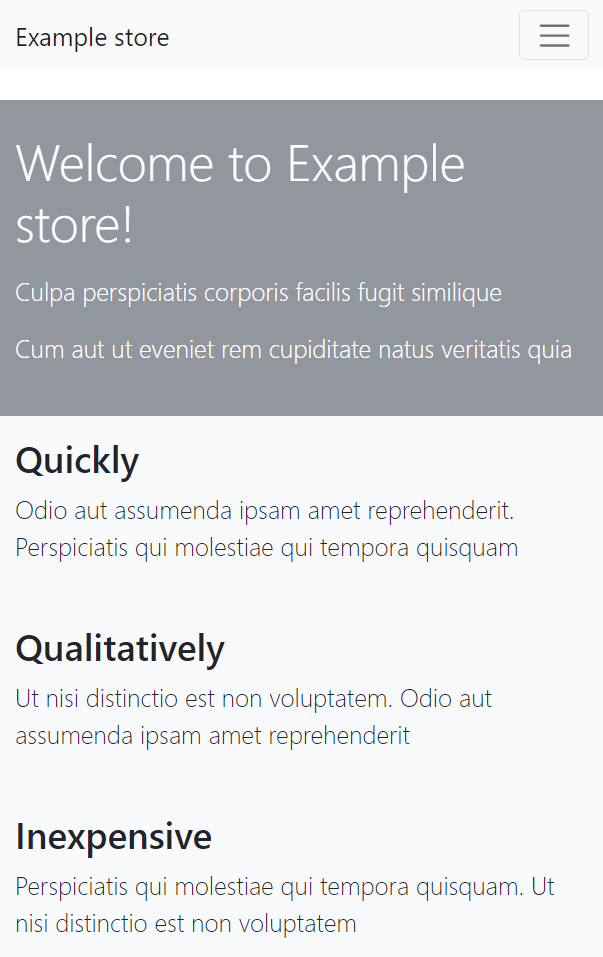 Example store
Welcome to Example
store!
Culpa perspiciatis corporis facilis fugit similique
Cum aut ut eveniet rem cupiditate natus veritatis quia
Quickly
Odio aut assumenda ipsam amet reprehenderit.
Perspiciatis qui molestiae qui tempora quisquam
Qualitatively
Ut nisi distinctio est non voluptatem. Odio aut
assumenda ipsam amet reprehenderit
Inexpensive
Perspiciatis qui molestiae qui tempora quisquam. Ut
nisi distinctio est non voluptatem